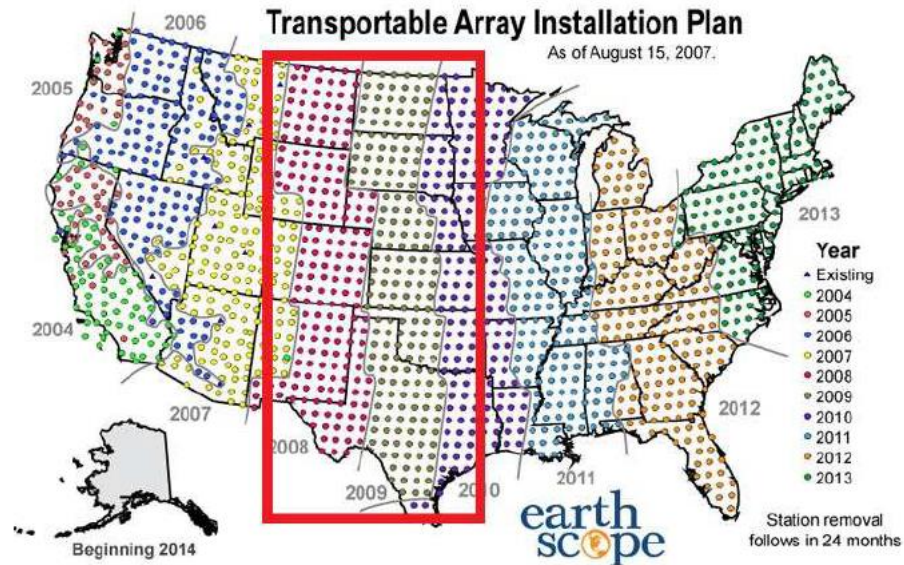 Transportable Array Installation Plan
As of August 15, 2007.
2006
2005
2004
2007
2008
2009
2010
2011
2012
2013
Year
Existing
2004
2005
2006
2007
2008
2009
2010
2011
2012
2013
Beginning 2014
earth
scope
Station removal
follows in 24 months